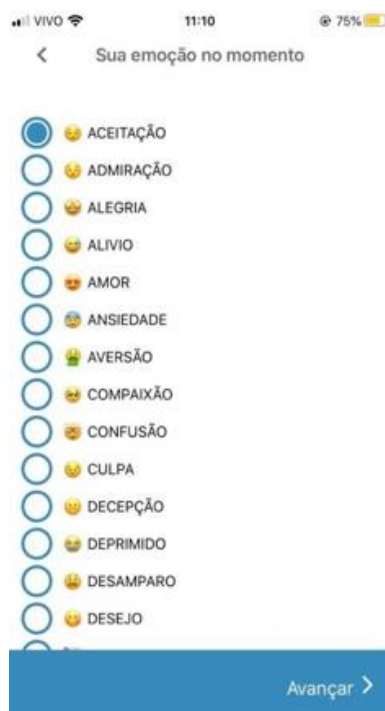 VIVO 11:10 75%
Sua emoção no momento
ACEITAÇÃO
ADMIRAÇÃO
ALEGRIA
ALIVIO
AMOR
ANSIEDADE
AVERSÃO
COMPAIXÃO
CONFUSÃO
CULPA
DECEPÇÃO
DEPRIMIDO
DESAMPARO
DESEJO
Avançar